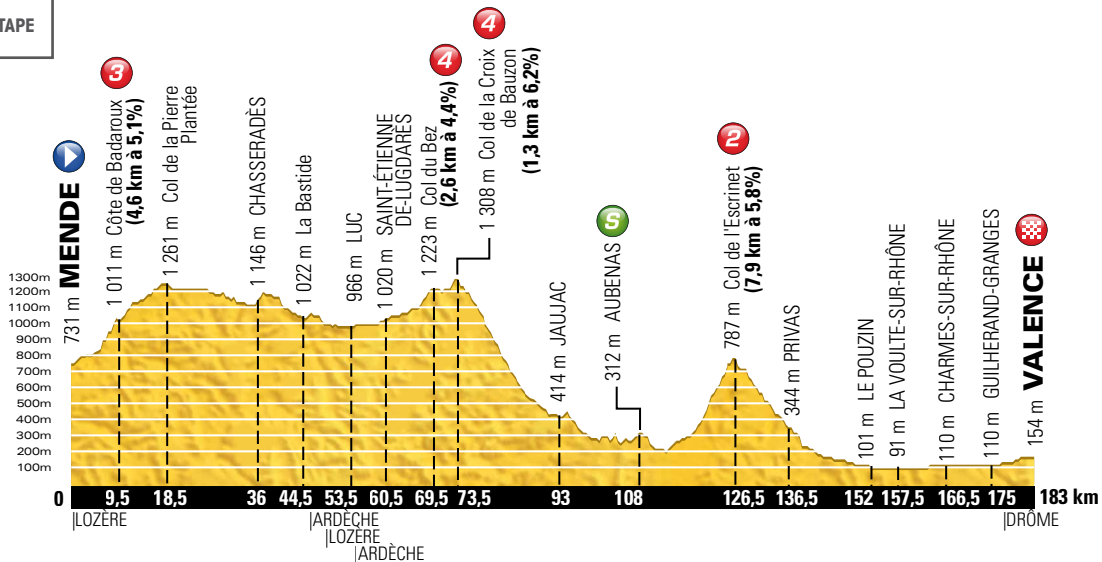 TAPE
731 m MENDE
3
1 011 m Côte de Badaroux
(4,6 km à 5,1%)
1 261 m Col de la Pierre
Plantée
1 146 m CHASSERADÈS
1 022 m La Bastide
966 m LUC
1 020 m SAINT-ÉTIENNE
DE-LUGDARÈS
4
1 223 m Col du Bez
(2,6 km à 4,4%)
4
1 308 m Col de la Croix
de Bauzon
(1,3 km à 6,2%)
414 m JAUJAC
S
312 m AUBENAS
2
787 m Col de l'Escrinet
(7,9 km à 5,8%)
344 m PRIVAS
101 m LE POUZIN
91 m LA VOULTE-SUR-RHÔNE
110 m CHARMES-SUR-RHÔNE
110 m GUILHERAND-GRANGES
154 m VALENCE
1300m
1200m
1100m
1000m
900m
800m
700m
600m
500m
400m
300m
200m
100m
0 9,5 18,5 36 44,5 53,5 60,5 69,5 73,5 93 108 126,5 136,5 152 157,5 166,5 175 183 km
|LOZÈRE |ARDÈCHE |DRÔME
|LOZÈRE
|ARDÈCHE